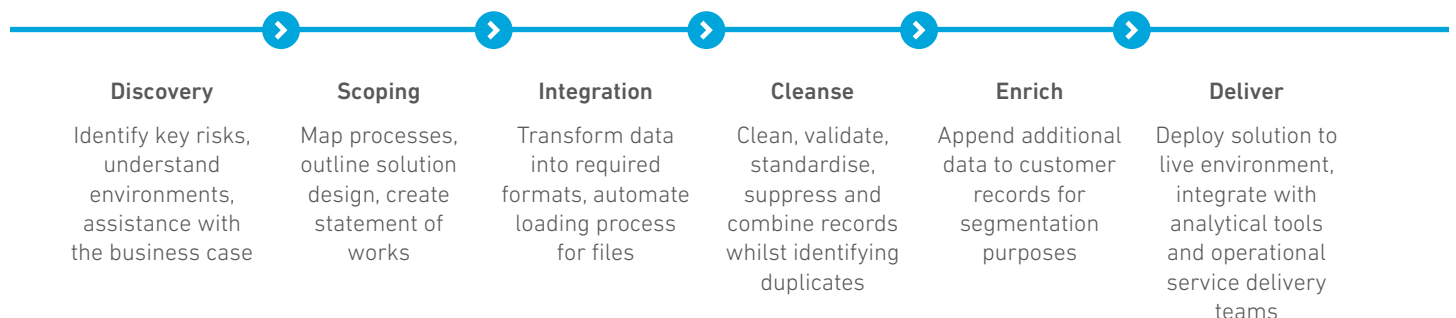 Discovery
Identify key risks,
understand
environments,
assistance with
the business case
Scoping
Map processes,
outline solution
design, create
statement of
works
Integration
Transform data
into required
formats, automate
loading process
for files
Cleanse
Clean, validate,
standardise,
suppress and
combine records
whilst identifying
duplicates
Enrich
Append additional
data to customer
records for
segmentation
purposes
Deliver
Deploy solution to
live environment,
integrate with
analytical tools
and operational
service delivery
teams